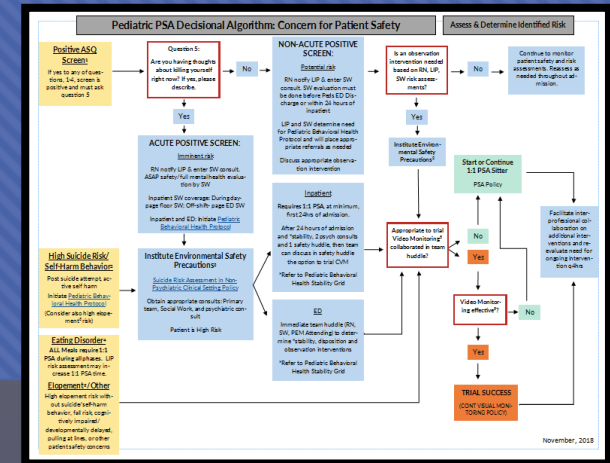 Pediatric PSA Decisional Algorithm: Concern for Patient Safety
Assess & Determine Identified Risk
Positive ASQ
Screen¹
If yes to any of ques-
tions, 1-4, screen is
positive and must ask
question 5
Question 5:
Are you having thoughts
about killing yourself
right now? If yes, please
describe.
No
Yes
NON-ACUTE POSITIVE
SCREEN:
Potential risk
RN notify LIP & enter SW
consult. SW evaluation must
be done before Peds ED Dis-
charge or within 24 hours of
inpatient
LIP and SW determine need
for Pediatric Behavioral Health
Protocol and will place appro-
priate referrals as needed
Discuss appropriate obser-
vation intervention
Is an observation
intervention needed
based on RN, LIP,
SW risk assess-
ments?
No
Continue to monitor
patient safety and risk
assessments. Reassess as
needed throughout ad-
mission.
Yes
Institute Environ-
mental Safety
Precautions²
ACUTE POSITIVE SCREEN:
Imminent risk
RN notify LIP & enter SW consult.
ASAP safety/full mental health evalua-
tion by SW
Inpatient SW coverage: During day-
page floor SW; Off-shift- page ED SW
Inpatient and ED: Initiate Pediatric
Behavioral Health Protocol
Start or Continue
1:1 PSA Sitter
PSA Policy
Inpatient
Requires 1:1 PSA, at minimum,
first 24hrs of admission.
After 24 hours of admission
and *stability, 2 psych consults
and 1 safety huddle, then team
can discuss in safety huddle
the option to trial CVM
*Refer to Pediatric Behavioral
Health Stability Grid
Appropriate to trial
Video Monitoring
collaborated in team
huddle?
No
Yes
Facilitate inter-
professional col-
laboration on
additional inter-
ventions and re-
evaluate need for
ongoing interven-
tion q4hrs
High Suicide Risk/
Self-Harm Behavior
Post suicide attempt, ac-
tive self harm
Initiate Pediatric Behav-
ioral Health Protocol
(Consider also high elope-
ment risk)
Institute Environmental Safety
Precautions
Suicide Risk Assessment in Non-
Psychiatric Clinical Setting Policy
Obtain appropriate consults: Primary
team, Social Work, and psychiatric con-
sult
Patient is High Risk
ED
Immediate team huddle (RN,
SW, PEM Attending) to deter-
mine *stability, disposition and
observation interventions
*Refer to Pediatric Behavioral
Health Stability Grid
Video Monitor-
ing effective?
No
Yes
Eating Disorder
ALL Meals require 1:1
PSA during all phases. LIP
risk assessment may in-
crease 1:1 PSA time.
Elopement/Other
High elopement risk with-
out suicide/self-harm
behavior, fall risk, cogni-
tively impaired/
developmentally delayed,
pulling at lines, or other
patient safety concerns
TRIAL SUCCESS
(CONT VISUAL MONI-
TORING POLICY)
November, 2018